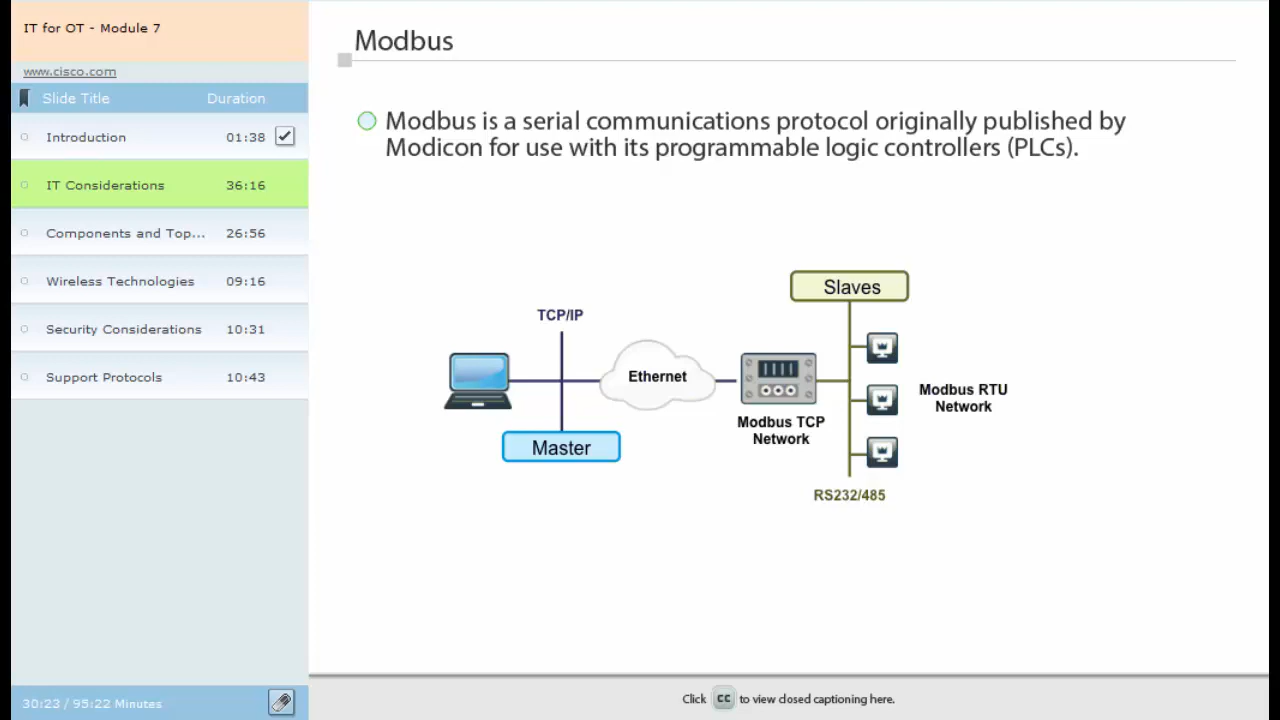 IT for OT - Module 7
www.cisco.com
Slide Title Duration
Introduction 01:38
IT Considerations 36:16
Components and Top... 26:56
Wireless Technologies 09:16
Security Considerations 10:31
Support Protocols 10:43
30:23 / 95:22 Minutes
Modbus
Modbus is a serial communications protocol originally published by
Modicon for use with its programmable logic controllers (PLCs).
Slaves
TCP/IP
Ethernet
Modbus TCP
Network
Modbus RTU
Network
Master
RS232/485
Click CC to view closed captioning here.